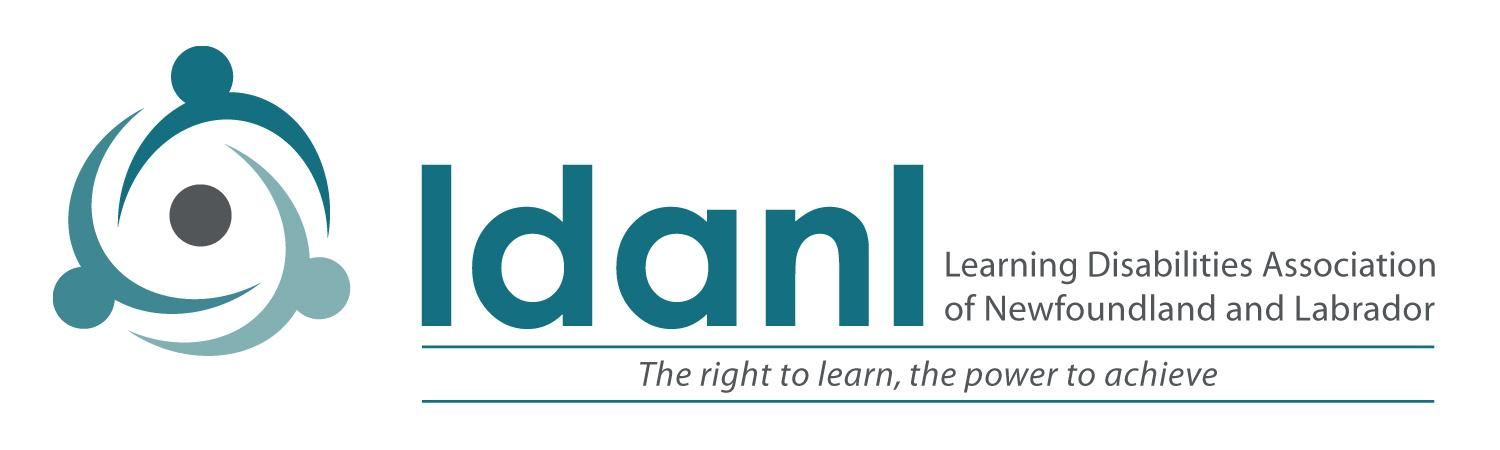 ldanl
Learning Disabilities Association
of Newfoundland and Labrador
The right to learn, the power to achieve